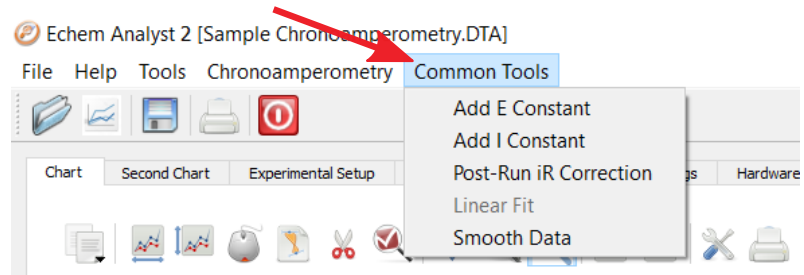 Echem Analyst 2 [Sample Chronoamperometry.DTA]
File Help Tools Chronoamperometry Common Tools
Add E Constant
Add I Constant
Post-Run iR Correction
Linear Fit
Smooth Data
Chart Second Chart Experimental Setup Hardware